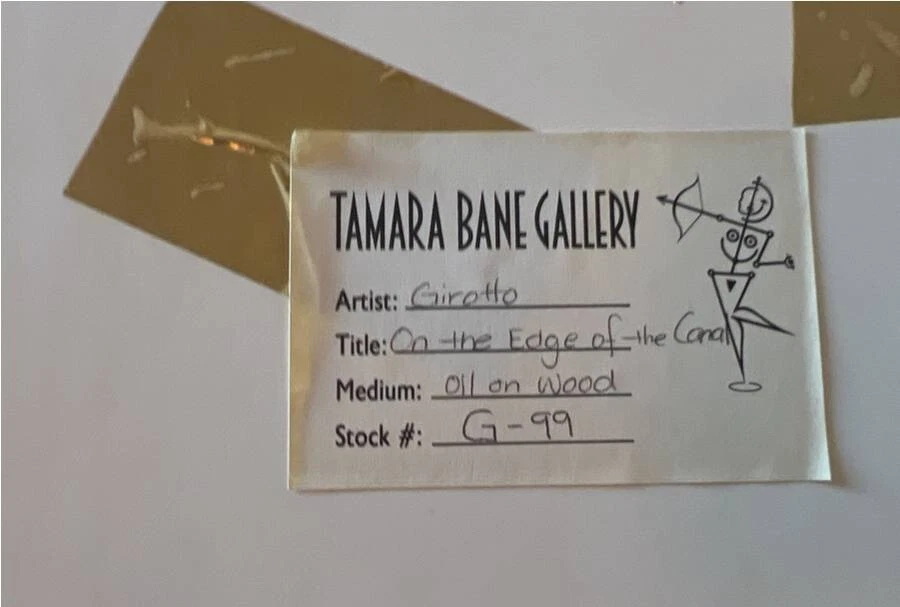 TAMARA BANE GALLERY
Artist: Girotto
Title: On the Edge of the Canal
Medium: Oil on Wood
Stock #: G-99